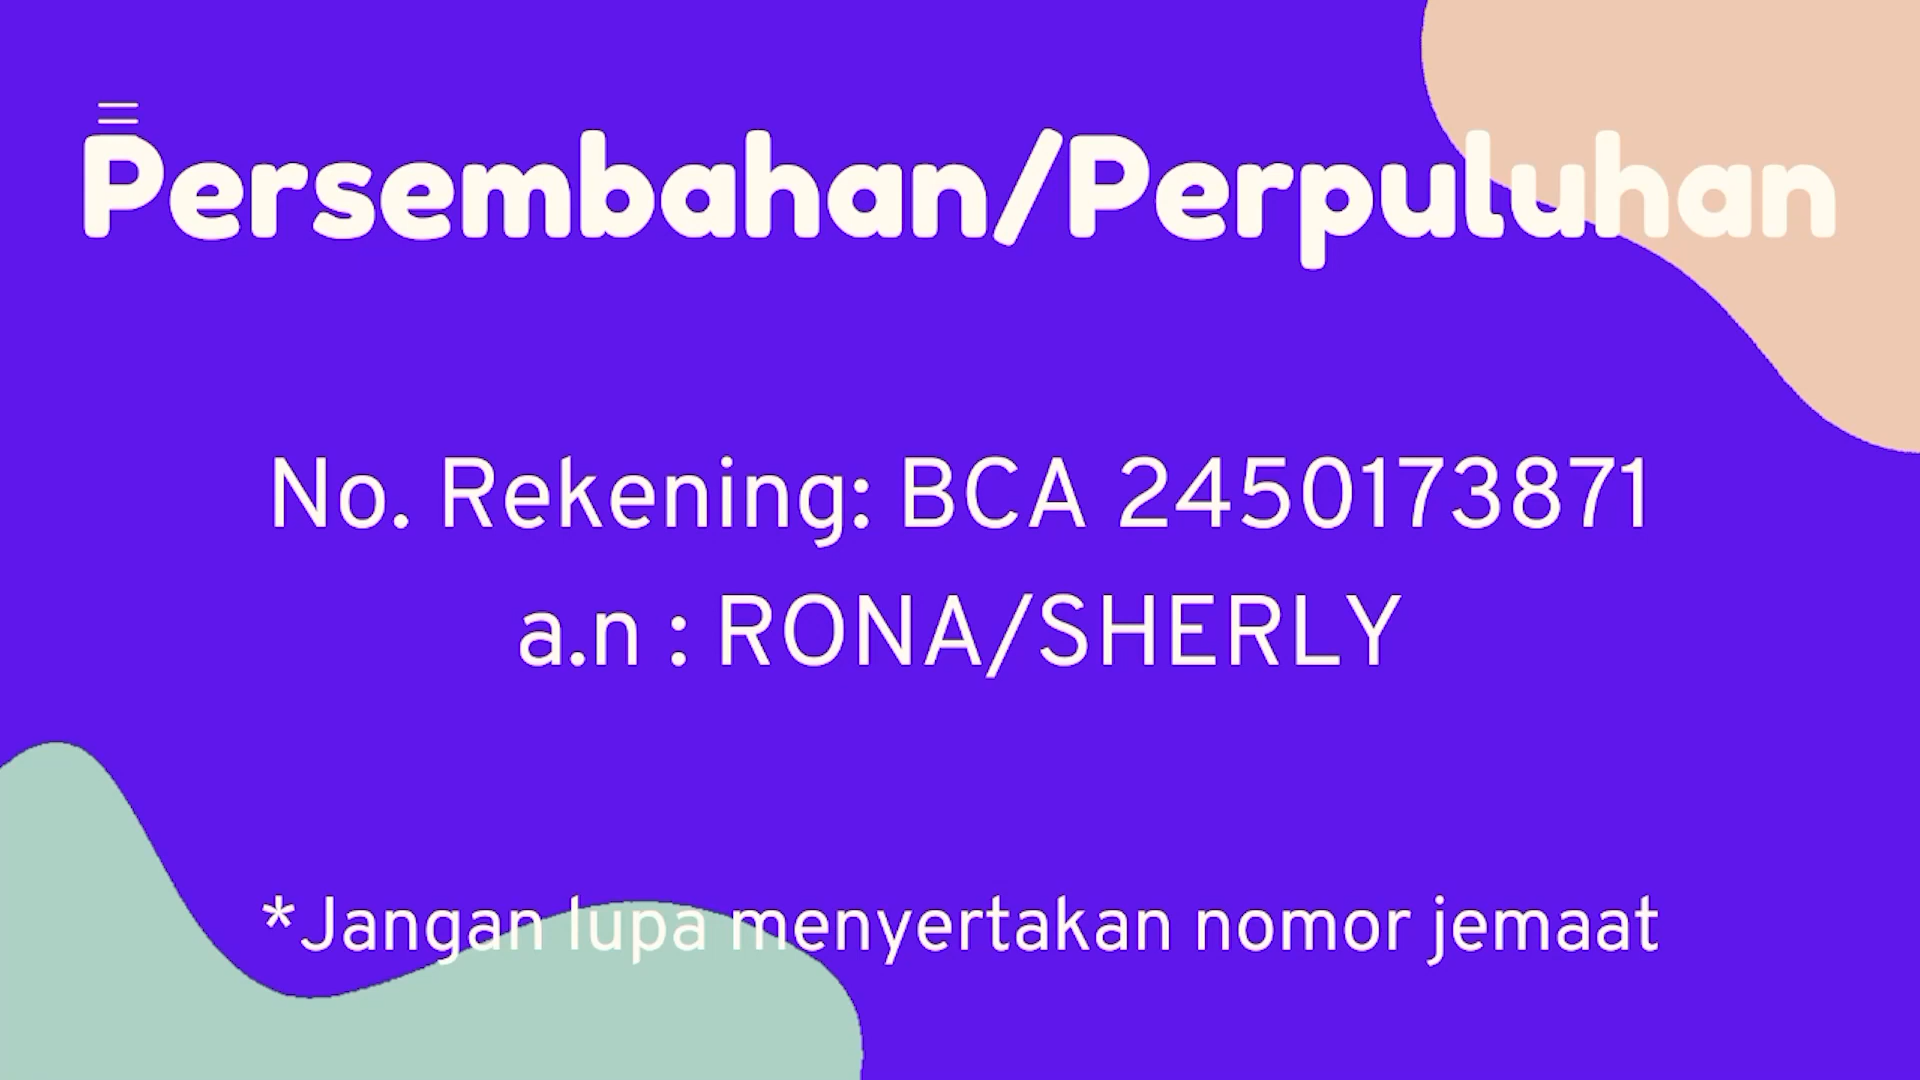 Persembahan/Perpuluhan
No. Rekening: BCA 2450173871
a.n : RONA/SHERLY
*Jangan lupa menyertakan nomor jemaat